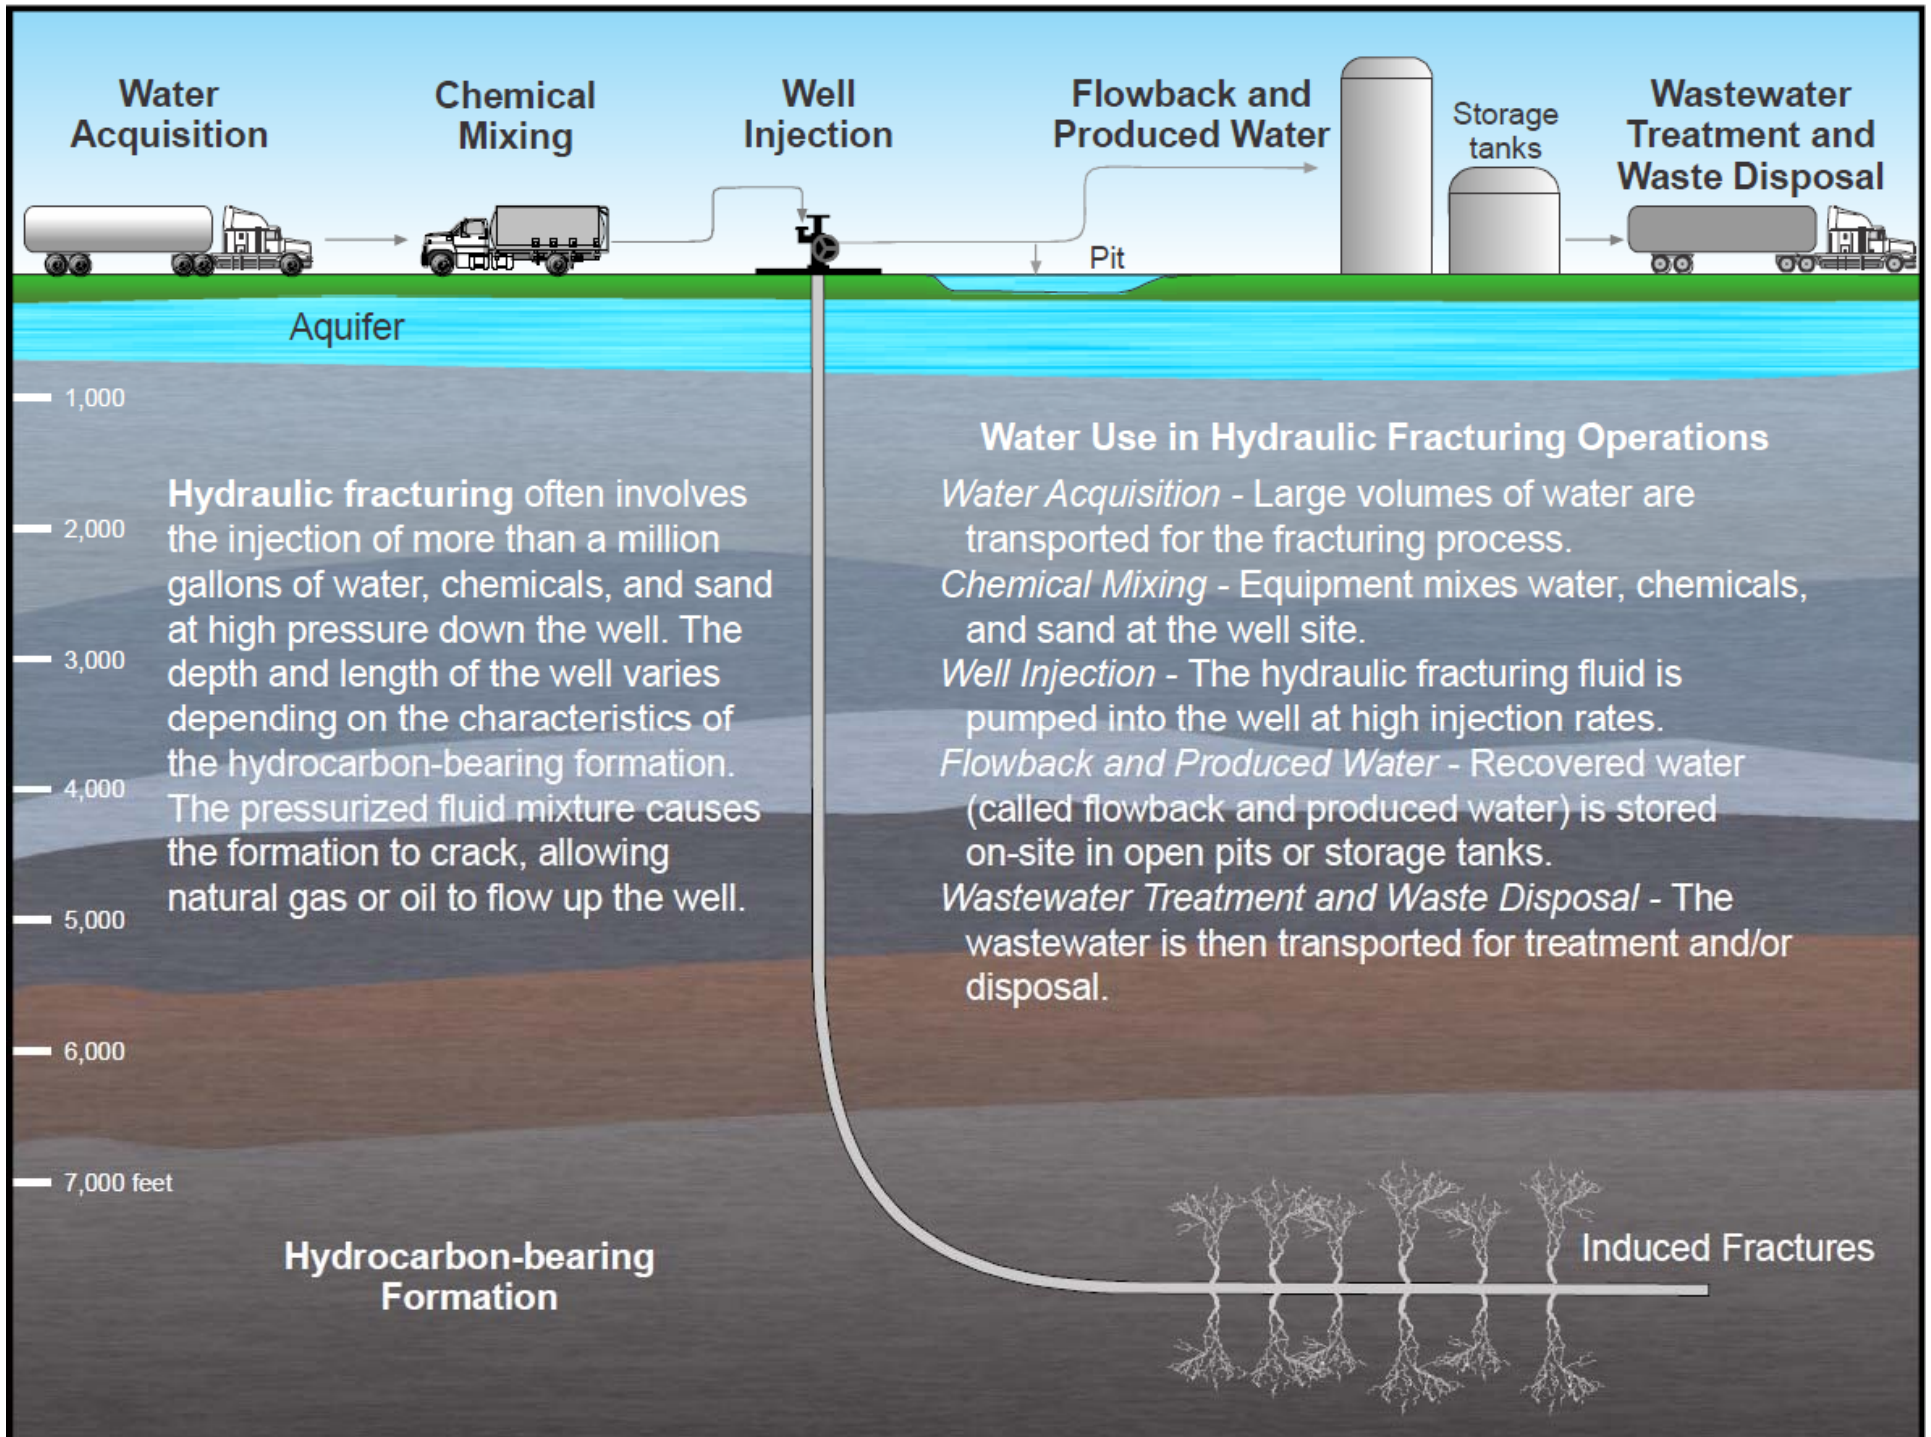 Water
Acquisition
Chemical
Mixing
Well
Injection
Flowback and
Produced Water
Storage
tanks
Wastewater
Treatment and
Waste Disposal
Pit
Aquifer
1,000
2,000
3,000
4,000
5,000
6,000
7,000 feet
Hydraulic fracturing often involves
the injection of more than a million
gallons of water, chemicals, and sand
at high pressure down the well. The
depth and length of the well varies
depending on the characteristics of
the hydrocarbon-bearing formation.
The pressurized fluid mixture causes
the formation to crack, allowing
natural gas or oil to flow up the well.
Water Use in Hydraulic Fracturing Operations
Water Acquisition - Large volumes of water are
transported for the fracturing process.
Chemical Mixing - Equipment mixes water, chemicals,
and sand at the well site.
Well Injection - The hydraulic fracturing fluid is
pumped into the well at high injection rates.
Flowback and Produced Water - Recovered water
(called flowback and produced water) is stored
on-site in open pits or storage tanks.
Wastewater Treatment and Waste Disposal - The
wastewater is then transported for treatment and/or
disposal.
Hydrocarbon-bearing
Formation
Induced Fractures